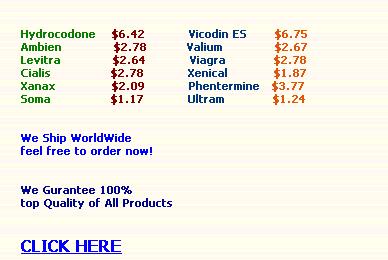 Hydrocodone $6.42 Vicodin ES $6.75
Ambien $2.78 Valium $2.67
Levitra $2.64 Viagra $2.78
Cialis $2.78 Xenical $1.87
Xanax $2.09 Phentermine $3.77
Soma $1.17 Ultram $1.24
We Ship WorldWide
feel free to order now!
We Gurantee 100%
top Quality of All Products
CLICK HERE